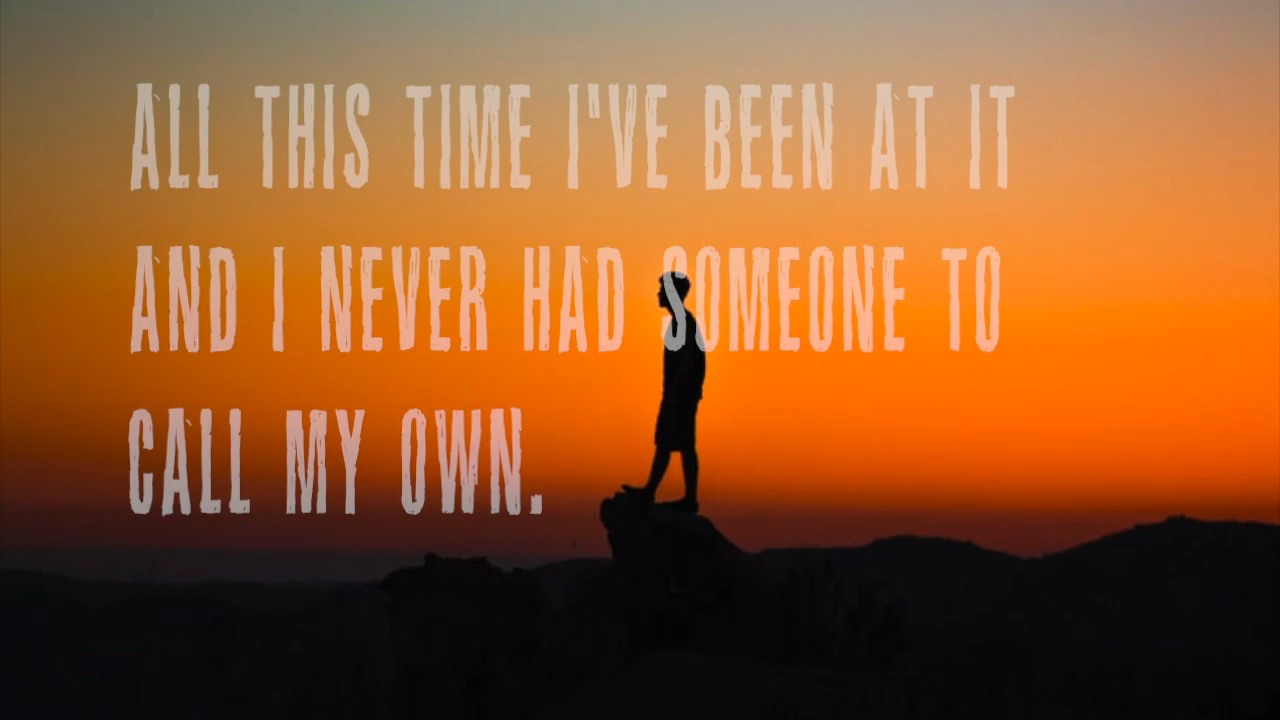 ALL THIS TIME I'VE BEEN AT IT
AND I NEVER HAD SOMEONE TO
CALL MY OWN.